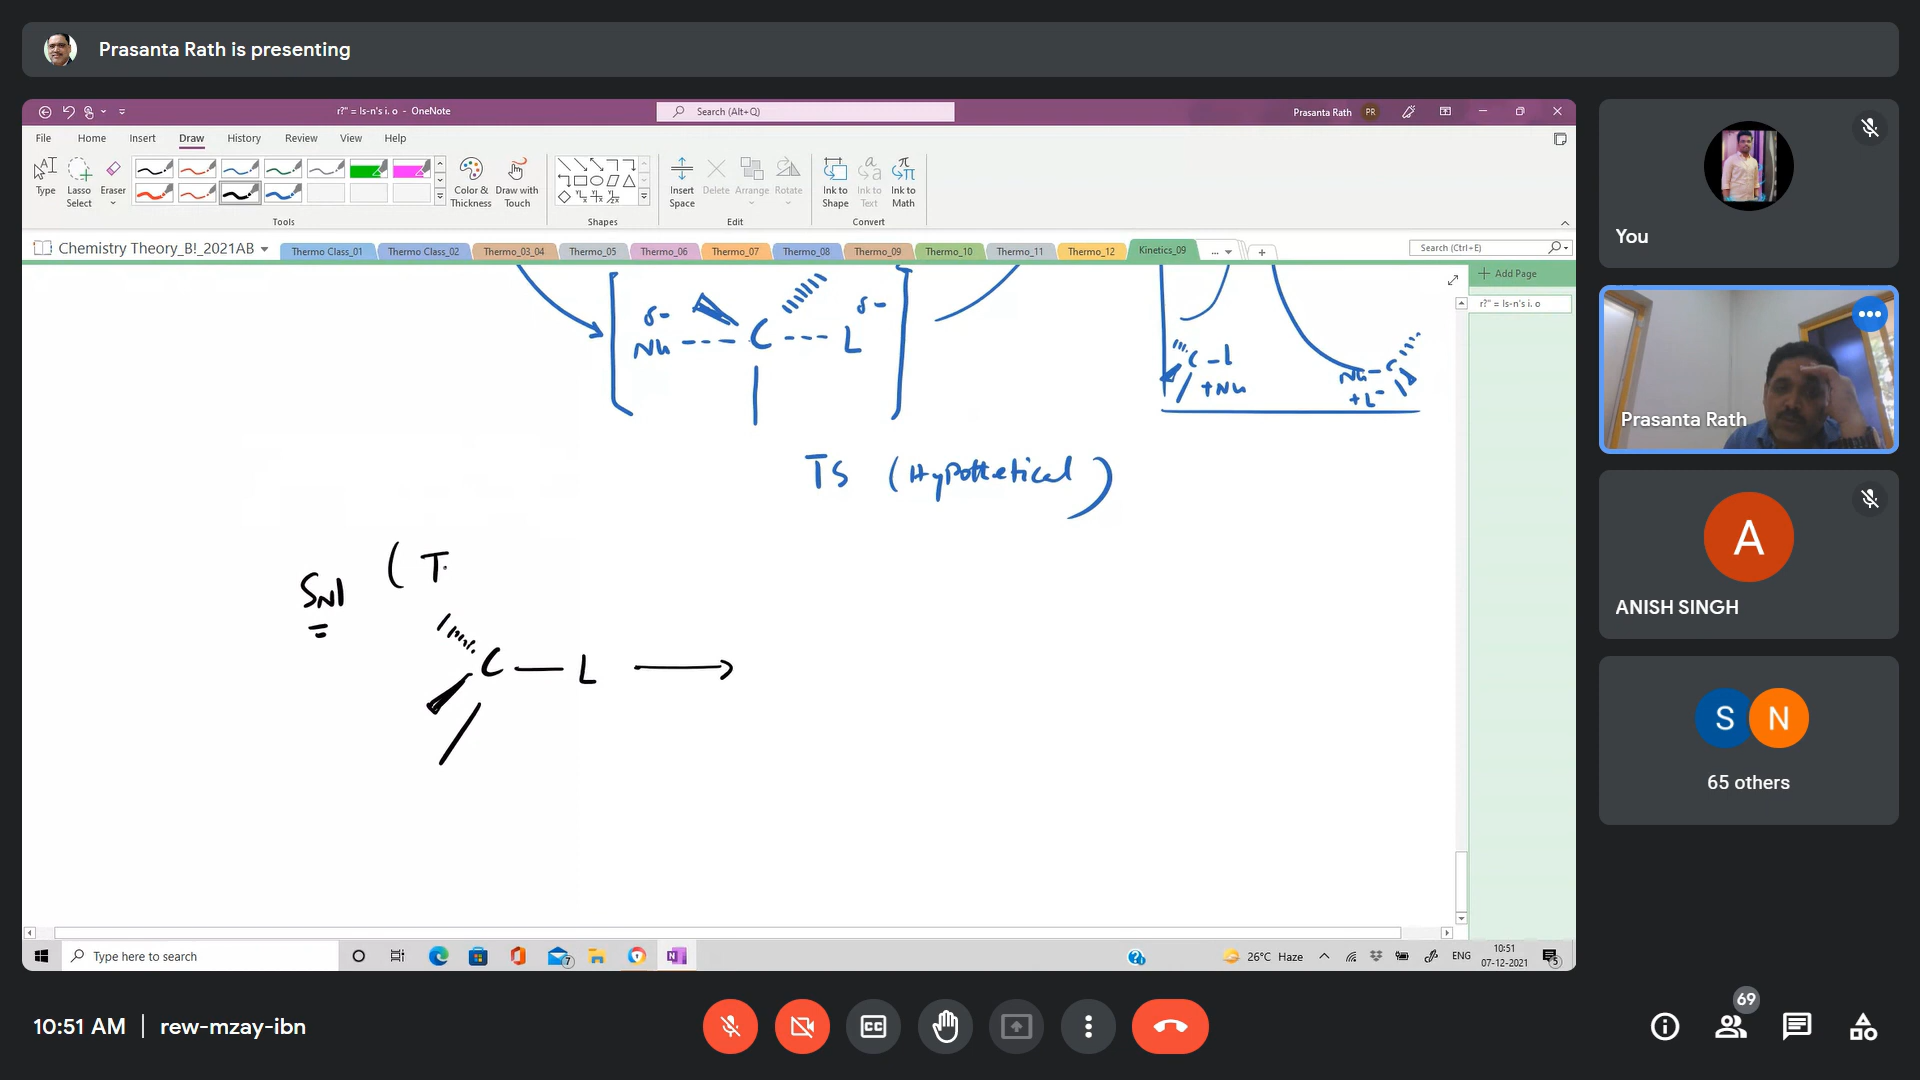 Prasanta Rath is presenting
r?" = ls-n's i. o - OneNote
Search (Alt+Q)
Prasanta Rath PR
File Home Insert Draw History Review View Help
Type
Lasso Select
Eraser
Color & Thickness
Draw with Touch
Insert Space
Delete
Arrange
Rotate
Ink to Shape
Ink to Text
Ink to Math
Tools
Shapes
Edit
Convert
Chemistry Theory_B!_2021AB
Thermo Class_01 Thermo Class_02 Thermo_03_04 Thermo_05 Thermo_06 Thermo_07 Thermo_08 Thermo_09 Thermo_10 Thermo_11 Thermo_12 Kinetics_09 ... +
Search (Ctrl+E)
Add Page
r?" = ls-n's i. o
δ- δ-
Nu --- C --- L
C - L
+ Nu
Nu - C
+ L-
TS (Hypothetical)
SN1 ( T
C — L →
Type here to search
7
26°C Haze
ENG
10:51
07-12-2021
5
You
Prasanta Rath
A
ANISH SINGH
S N
65 others
10:51 AM | rew-mzay-ibn
CC
69